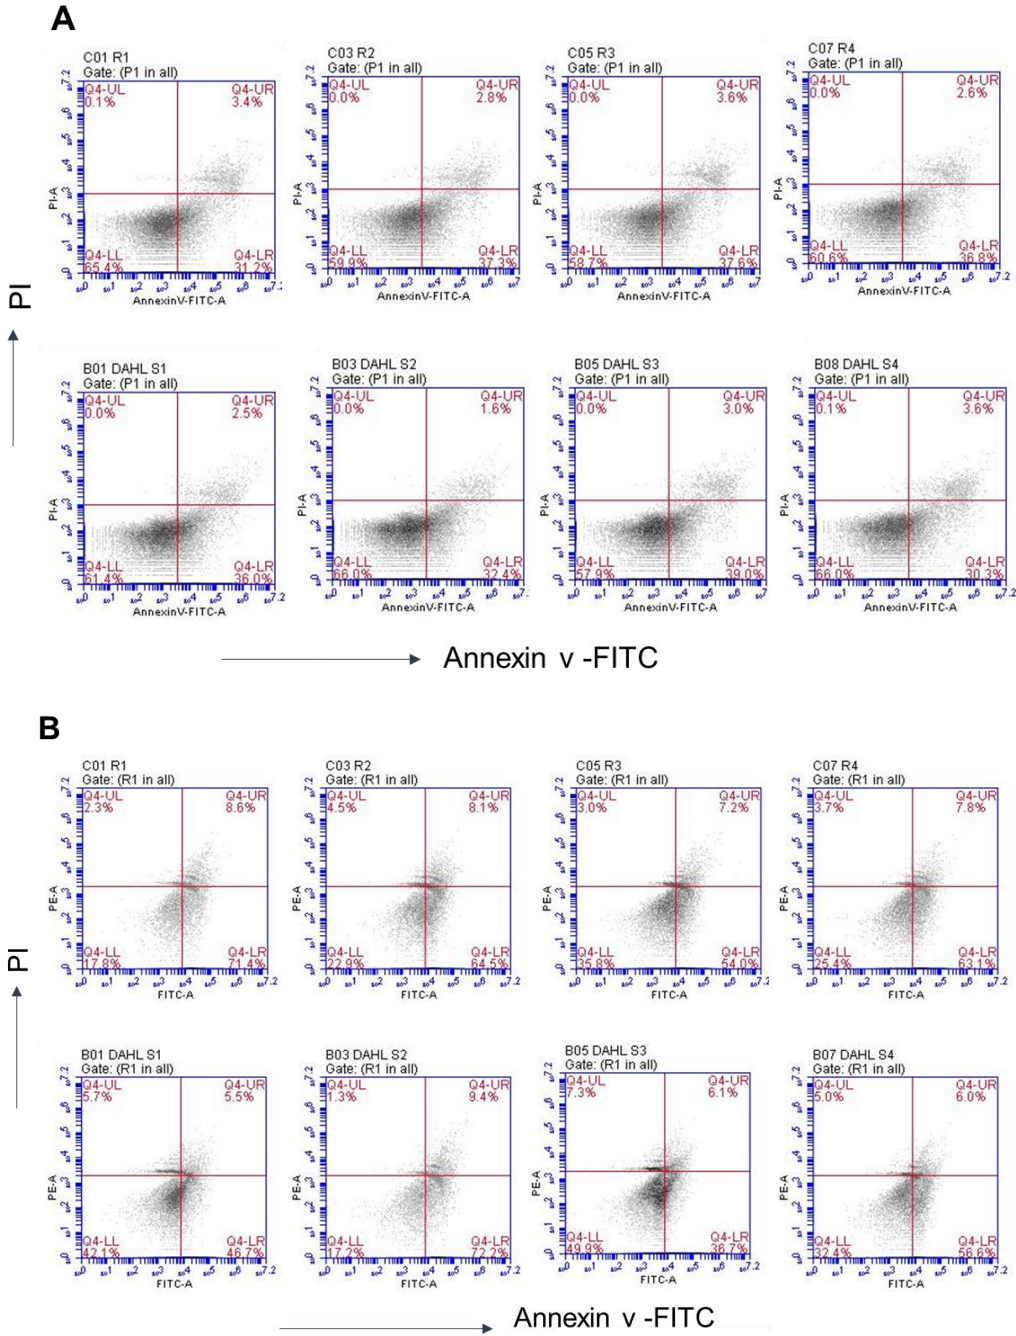 A
C01 R1
Gate: (P1 in all)
Q4-UL
0.1%
Q4-UR
3.4%
Q4-LL
65.4%
Q4-LR
31.2%
PI-A
AnnexinV-FITC-A
C03 R2
Gate: (P1 in all)
Q4-UL
0.0%
Q4-UR
2.8%
Q4-LL
59.9%
Q4-LR
37.3%
PI-A
AnnexinV-FITC-A
C05 R3
Gate: (P1 in all)
Q4-UL
0.0%
Q4-UR
3.6%
Q4-LL
58.7%
Q4-LR
37.6%
PI-A
AnnexinV-FITC-A
C07 R4
Gate: (P1 in all)
Q4-UL
0.0%
Q4-UR
2.6%
Q4-LL
60.6%
Q4-LR
36.8%
PI-A
AnnexinV-FITC-A
PI
B01 DAHL S1
Gate: (P1 in all)
Q4-UL
0.0%
Q4-UR
2.5%
Q4-LL
61.4%
Q4-LR
36.0%
PI-A
AnnexinV-FITC-A
B03 DAHL S2
Gate: (P1 in all)
Q4-UL
0.0%
Q4-UR
1.6%
Q4-LL
66.0%
Q4-LR
32.4%
PI-A
AnnexinV-FITC-A
B05 DAHL S3
Gate: (P1 in all)
Q4-UL
0.0%
Q4-UR
3.0%
Q4-LL
57.9%
Q4-LR
39.0%
PI-A
AnnexinV-FITC-A
B08 DAHL S4
Gate: (P1 in all)
Q4-UL
0.1%
Q4-UR
3.6%
Q4-LL
66.0%
Q4-LR
30.3%
PI-A
AnnexinV-FITC-A
Annexin v -FITC
B
C01 R1
Gate: (R1 in all)
Q4-UL
2.3%
Q4-UR
8.6%
Q4-LL
17.8%
Q4-LR
71.4%
PE-A
FITC-A
C03 R2
Gate: (R1 in all)
Q4-UL
4.5%
Q4-UR
8.1%
Q4-LL
22.9%
Q4-LR
64.5%
PE-A
FITC-A
C05 R3
Gate: (R1 in all)
Q4-UL
3.0%
Q4-UR
7.2%
Q4-LL
35.8%
Q4-LR
54.0%
PE-A
FITC-A
C07 R4
Gate: (R1 in all)
Q4-UL
3.7%
Q4-UR
7.8%
Q4-LL
25.4%
Q4-LR
63.1%
PE-A
FITC-A
PI
B01 DAHL S1
Gate: (R1 in all)
Q4-UL
5.7%
Q4-UR
5.5%
Q4-LL
42.1%
Q4-LR
46.7%
PE-A
FITC-A
B03 DAHL S2
Gate: (R1 in all)
Q4-UL
1.3%
Q4-UR
9.4%
Q4-LL
17.2%
Q4-LR
72.2%
PE-A
FITC-A
B05 DAHL S3
Gate: (R1 in all)
Q4-UL
7.3%
Q4-UR
6.1%
Q4-LL
49.9%
Q4-LR
36.7%
PE-A
FITC-A
B07 DAHL S4
Gate: (R1 in all)
Q4-UL
5.0%
Q4-UR
6.0%
Q4-LL
32.4%
Q4-LR
56.6%
PE-A
FITC-A
Annexin v -FITC